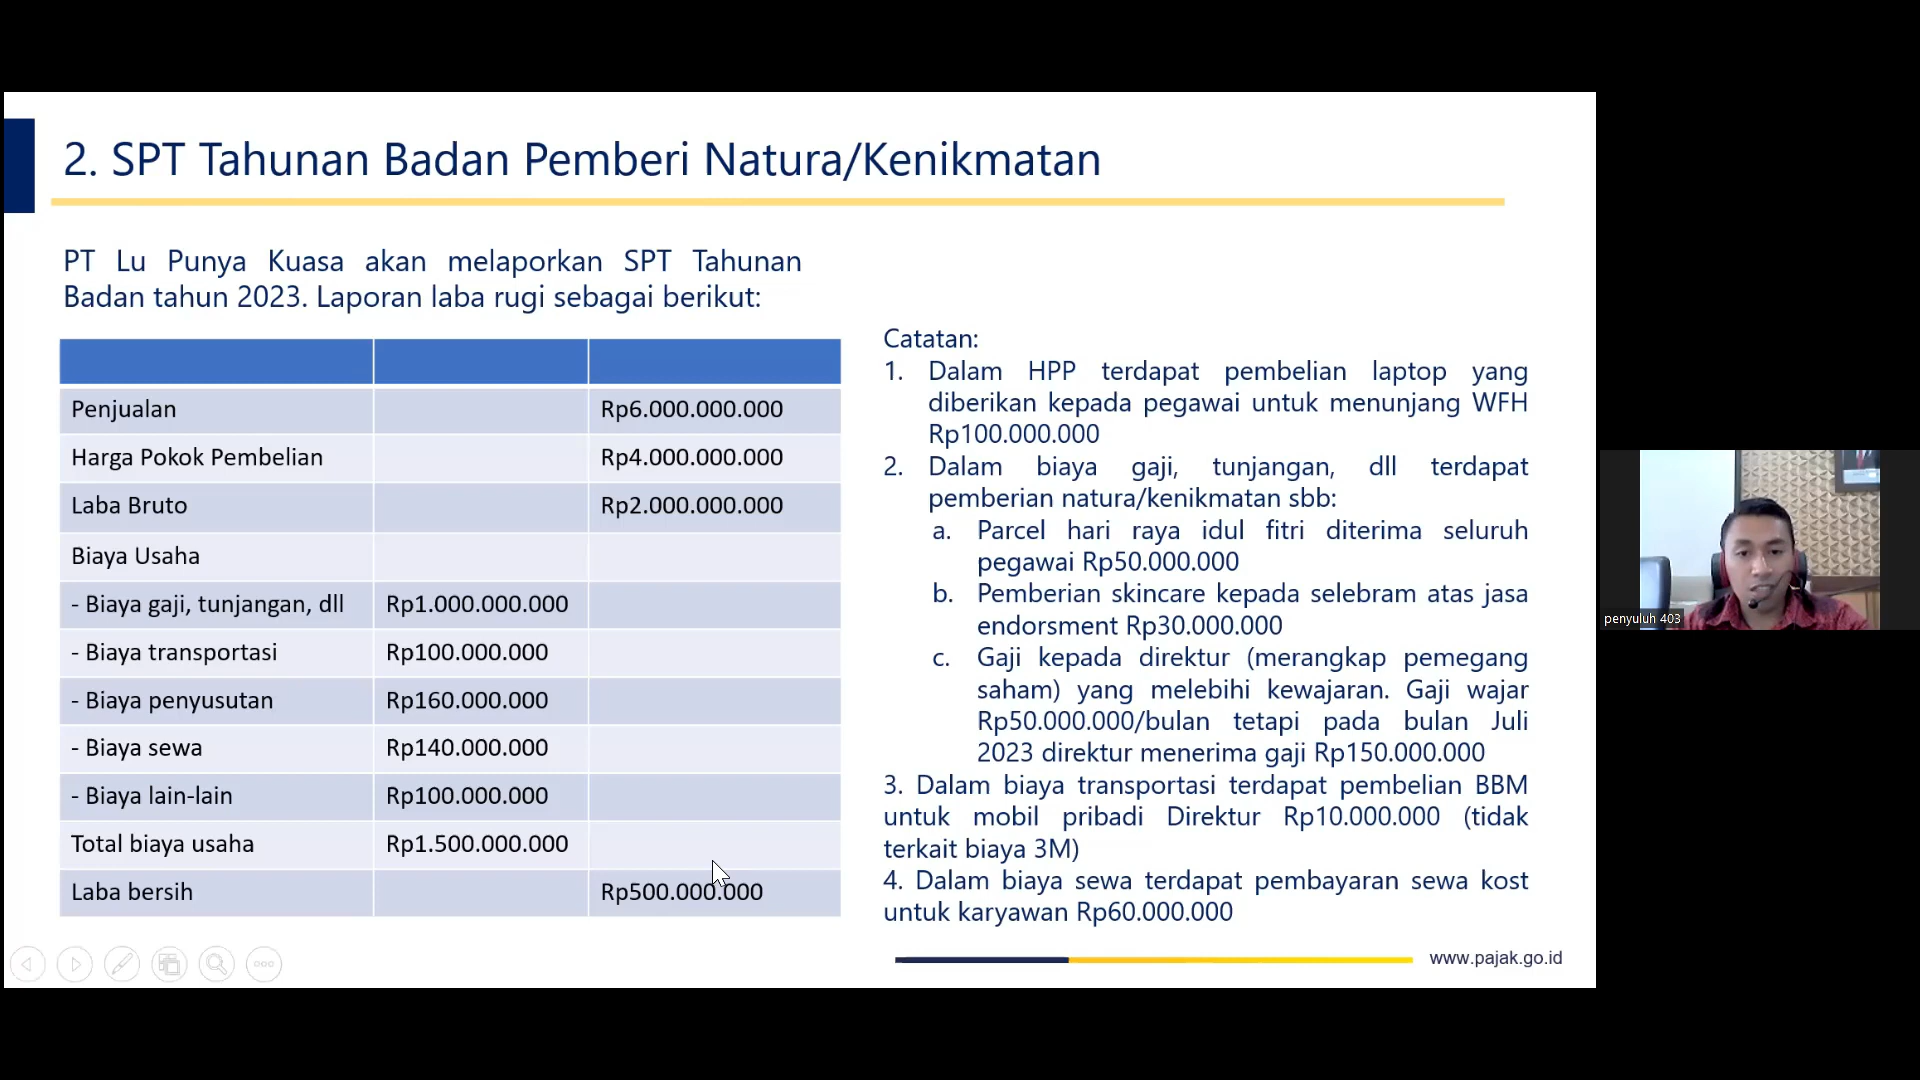 2. SPT Tahunan Badan Pemberi Natura/Kenikmatan
PT Lu Punya Kuasa akan melaporkan SPT Tahunan
Badan tahun 2023. Laporan laba rugi sebagai berikut:
Penjualan Rp6.000.000.000
Harga Pokok Pembelian Rp4.000.000.000
Laba Bruto Rp2.000.000.000
Biaya Usaha
- Biaya gaji, tunjangan, dll Rp1.000.000.000
- Biaya transportasi Rp100.000.000
- Biaya penyusutan Rp160.000.000
- Biaya sewa Rp140.000.000
- Biaya lain-lain Rp100.000.000
Total biaya usaha Rp1.500.000.000
Laba bersih Rp500.000.000
Catatan:
1. Dalam HPP terdapat pembelian laptop yang
diberikan kepada pegawai untuk menunjang WFH
Rp100.000.000
2. Dalam biaya gaji, tunjangan, dll terdapat
pemberian natura/kenikmatan sbb:
a. Parcel hari raya idul fitri diterima seluruh
pegawai Rp50.000.000
b. Pemberian skincare kepada selebram atas jasa
endorsment Rp30.000.000
c. Gaji kepada direktur (merangkap pemegang
saham) yang melebihi kewajaran. Gaji wajar
Rp50.000.000/bulan tetapi pada bulan Juli
2023 direktur menerima gaji Rp150.000.000
3. Dalam biaya transportasi terdapat pembelian BBM
untuk mobil pribadi Direktur Rp10.000.000 (tidak
terkait biaya 3M)
4. Dalam biaya sewa terdapat pembayaran sewa kost
untuk karyawan Rp60.000.000
www.pajak.go.id
penyuluh 403